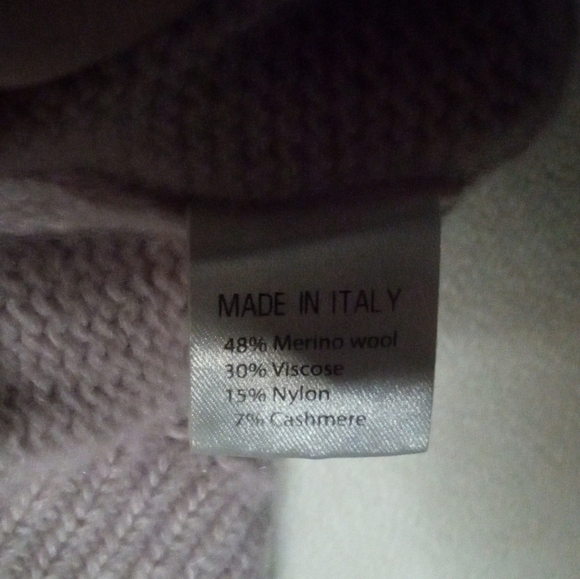 MADE IN ITALY
48% Merino wool
30% Viscose
15% Nylon
7% Cashmere